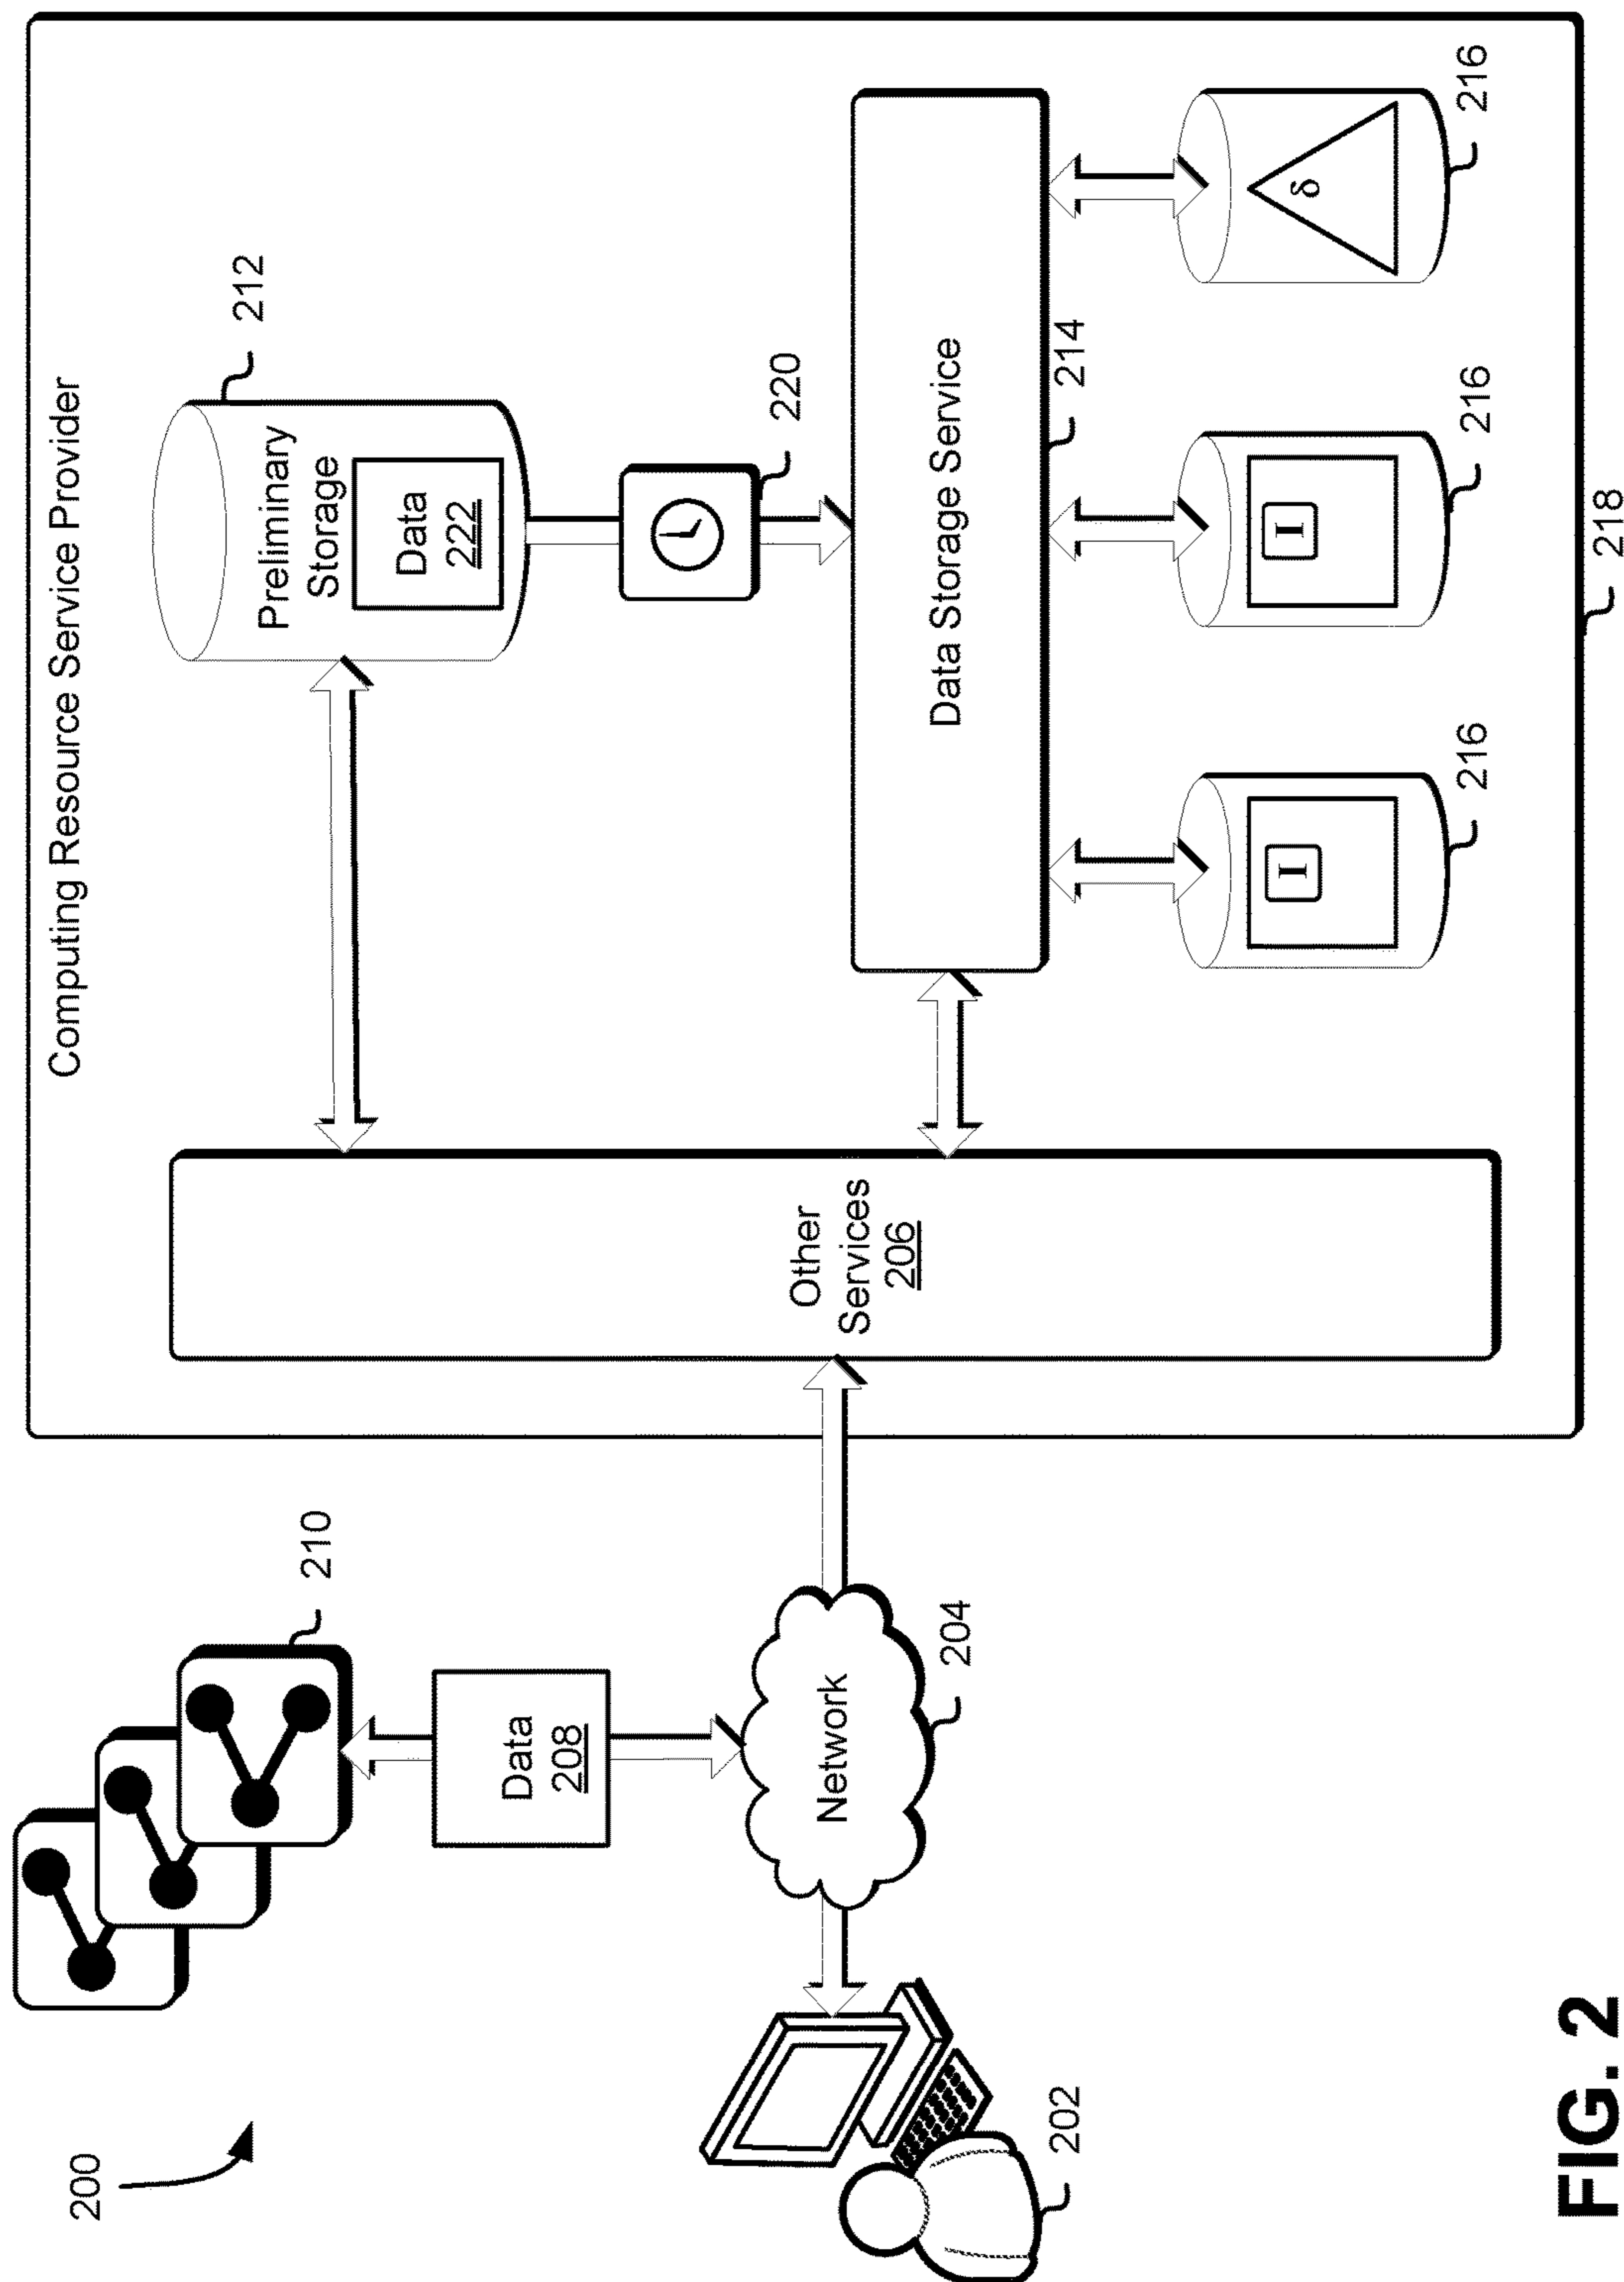 200
210
Computing Resource Service Provider
212
Preliminary
Storage
Data
222
Data
208
220
Other
Services
206
Network
204
Data Storage Service
214
202
I
I
δ
216
216
216
218
FIG. 2